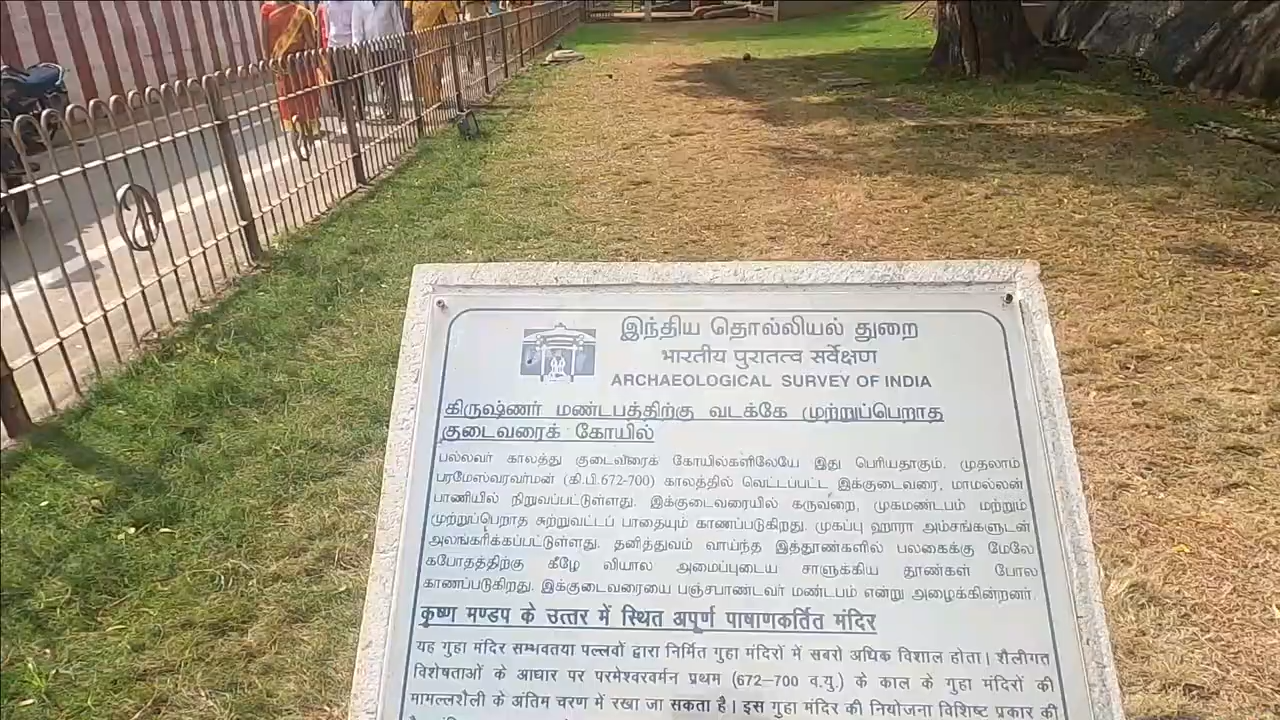 இந்திய தொல்லியல் துறை
भारतीय पुरातत्व सर्वेक्षण
ARCHAEOLOGICAL SURVEY OF INDIA
கிருஷ்ணர் மண்டபத்திற்கு வடக்கே முற்றுப்பெறாத
குடைவரைக் கோயில்
பல்லவர் காலத்து குடைவரைக் கோயில்களிலேயே இது பெரியதாகும். முதலாம்
பரமேஸ்வரவர்மன் (கி.பி.672-700) காலத்தில் வெட்டப்பட்ட இக்குடைவரை, மாமல்லன்
பாணியில் நிறுவப்பட்டுள்ளது. இக்குடைவரையில் கருவறை, முகமண்டபம் மற்றும்
முற்றுப்பெறாத சுற்றுவட்டப் பாதையும் காணப்படுகிறது. முகப்பு ஹாரா அம்சங்களுடன்
அலங்கரிக்கப்பட்டுள்ளது. தனித்துவம் வாய்ந்த இத்தூண்களில் பலகைக்கு மேலே
கபோதத்திற்கு கீழே வியால அமைப்புடைய சாளுக்கிய தூண்கள் போல
காணப்படுகிறது. இக்குடைவரையை பஞ்சபாண்டவர் மண்டபம் என்று அழைக்கின்றனர்.
कृष्ण मण्डप के उत्तर में स्थित अपूर्ण पाषाणकर्तित मंदिर
यह गुहा मंदिर सम्भवतया पल्लवों द्वारा निर्मित गुहा मंदिरों में सबसे अधिक विशाल होता। शैलीगत
विशेषताओं के आधार पर परमेश्वरवर्मन प्रथम (672–700 व.यु.) के काल के गुहा मंदिरों की
मामल्लशैली के अंतिम चरण में रखा जा सकता है। इस गुहा मंदिर की नियोजना विशिष्ट प्रकार की